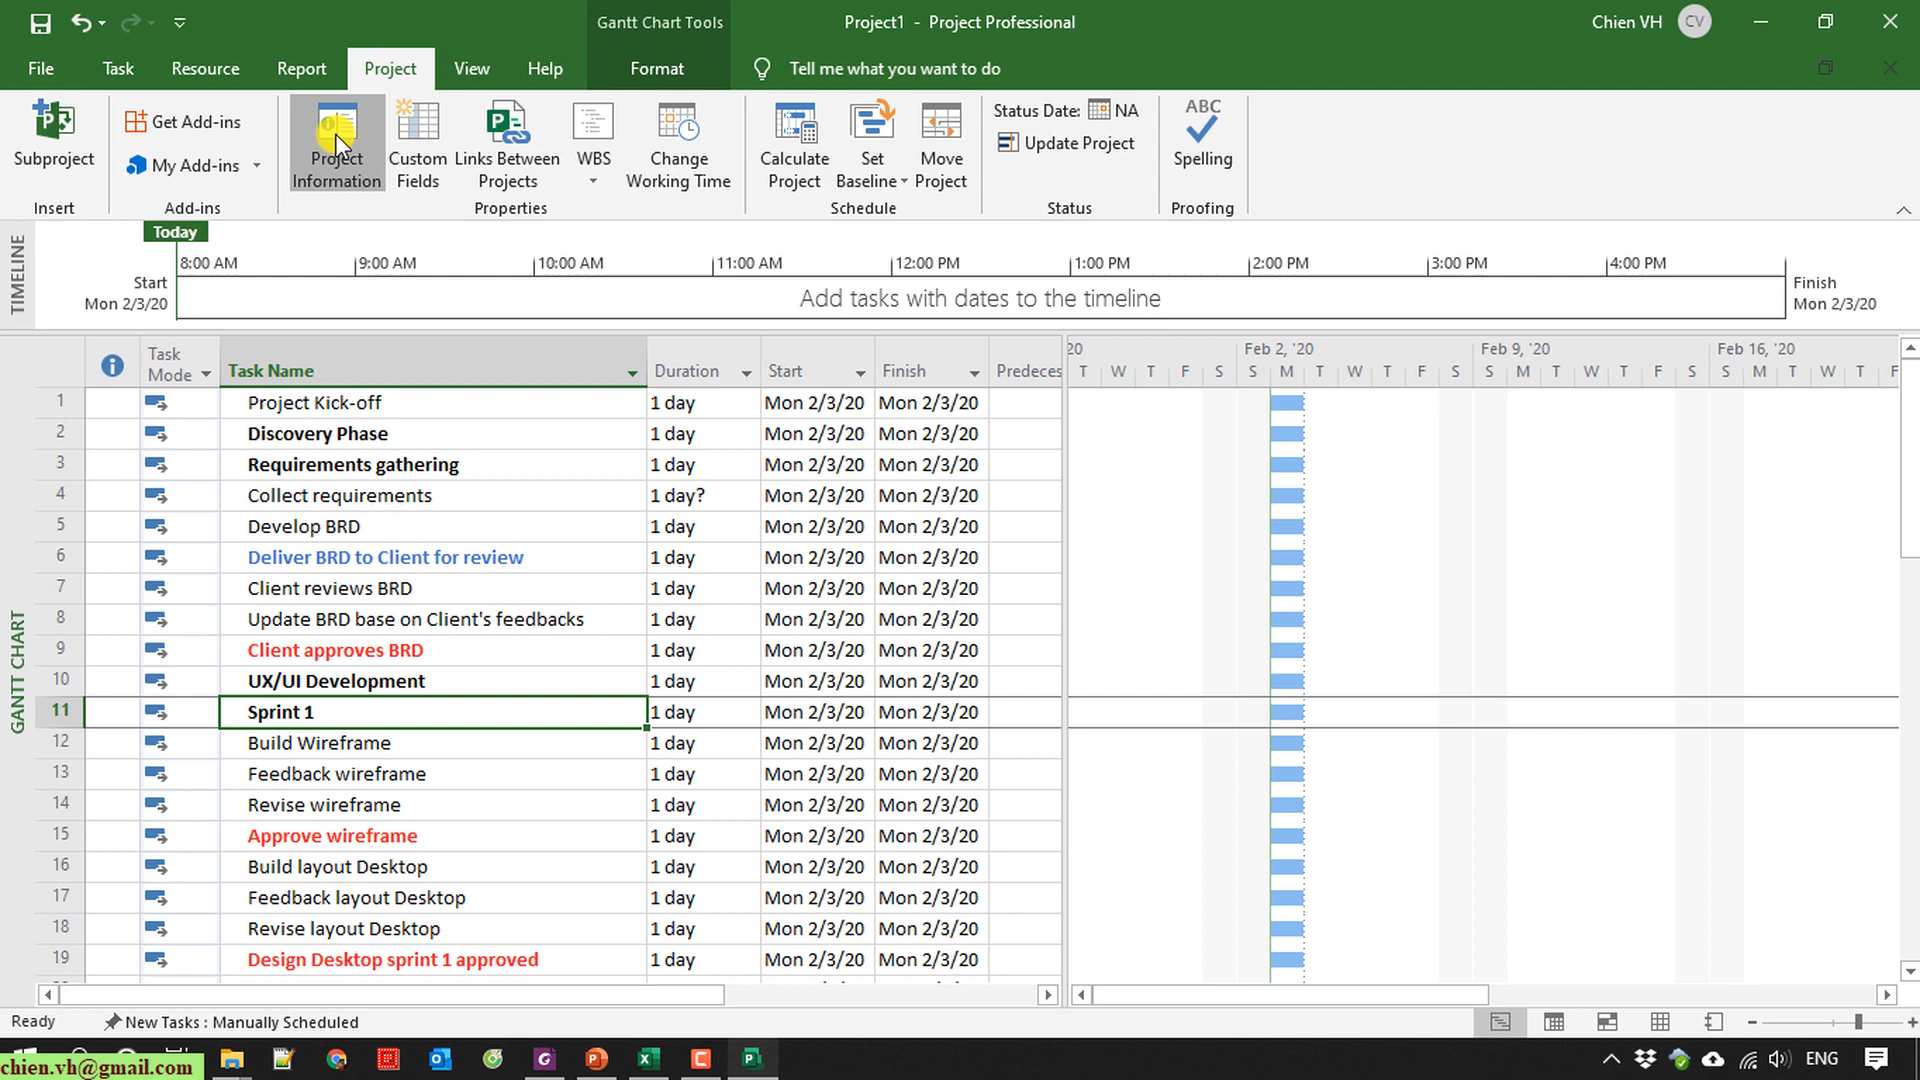 Gantt Chart Tools
Project1 - Project Professional
Chien VH
CV
File
Task
Resource
Report
Project
View
Help
Format
Tell me what you want to do
Subproject
Insert
Get Add-ins
My Add-ins
Add-ins
Project Information
Custom Fields
Links Between Projects
WBS
Change Working Time
Properties
Calculate Project
Set Baseline
Move Project
Schedule
Status Date: NA
Update Project
Status
ABC
Spelling
Proofing
TIMELINE
Today
8:00 AM 9:00 AM 10:00 AM 11:00 AM 12:00 PM 1:00 PM 2:00 PM 3:00 PM 4:00 PM
Start
Mon 2/3/20
Add tasks with dates to the timeline
Finish
Mon 2/3/20
GANTT CHART
Task Mode Task Name Duration Start Finish Predeces
20 Feb 2, '20 Feb 9, '20 Feb 16, '20
T W T F S S M T W T F S S M T W T F S S M T W T F
1 Project Kick-off 1 day Mon 2/3/20 Mon 2/3/20
2 Discovery Phase 1 day Mon 2/3/20 Mon 2/3/20
3 Requirements gathering 1 day Mon 2/3/20 Mon 2/3/20
4 Collect requirements 1 day? Mon 2/3/20 Mon 2/3/20
5 Develop BRD 1 day Mon 2/3/20 Mon 2/3/20
6 Deliver BRD to Client for review 1 day Mon 2/3/20 Mon 2/3/20
7 Client reviews BRD 1 day Mon 2/3/20 Mon 2/3/20
8 Update BRD base on Client's feedbacks 1 day Mon 2/3/20 Mon 2/3/20
9 Client approves BRD 1 day Mon 2/3/20 Mon 2/3/20
10 UX/UI Development 1 day Mon 2/3/20 Mon 2/3/20
11 Sprint 1 1 day Mon 2/3/20 Mon 2/3/20
12 Build Wireframe 1 day Mon 2/3/20 Mon 2/3/20
13 Feedback wireframe 1 day Mon 2/3/20 Mon 2/3/20
14 Revise wireframe 1 day Mon 2/3/20 Mon 2/3/20
15 Approve wireframe 1 day Mon 2/3/20 Mon 2/3/20
16 Build layout Desktop 1 day Mon 2/3/20 Mon 2/3/20
17 Feedback layout Desktop 1 day Mon 2/3/20 Mon 2/3/20
18 Revise layout Desktop 1 day Mon 2/3/20 Mon 2/3/20
19 Design Desktop sprint 1 approved 1 day Mon 2/3/20 Mon 2/3/20
Ready
New Tasks : Manually Scheduled
chien.vh@gmail.com
ENG